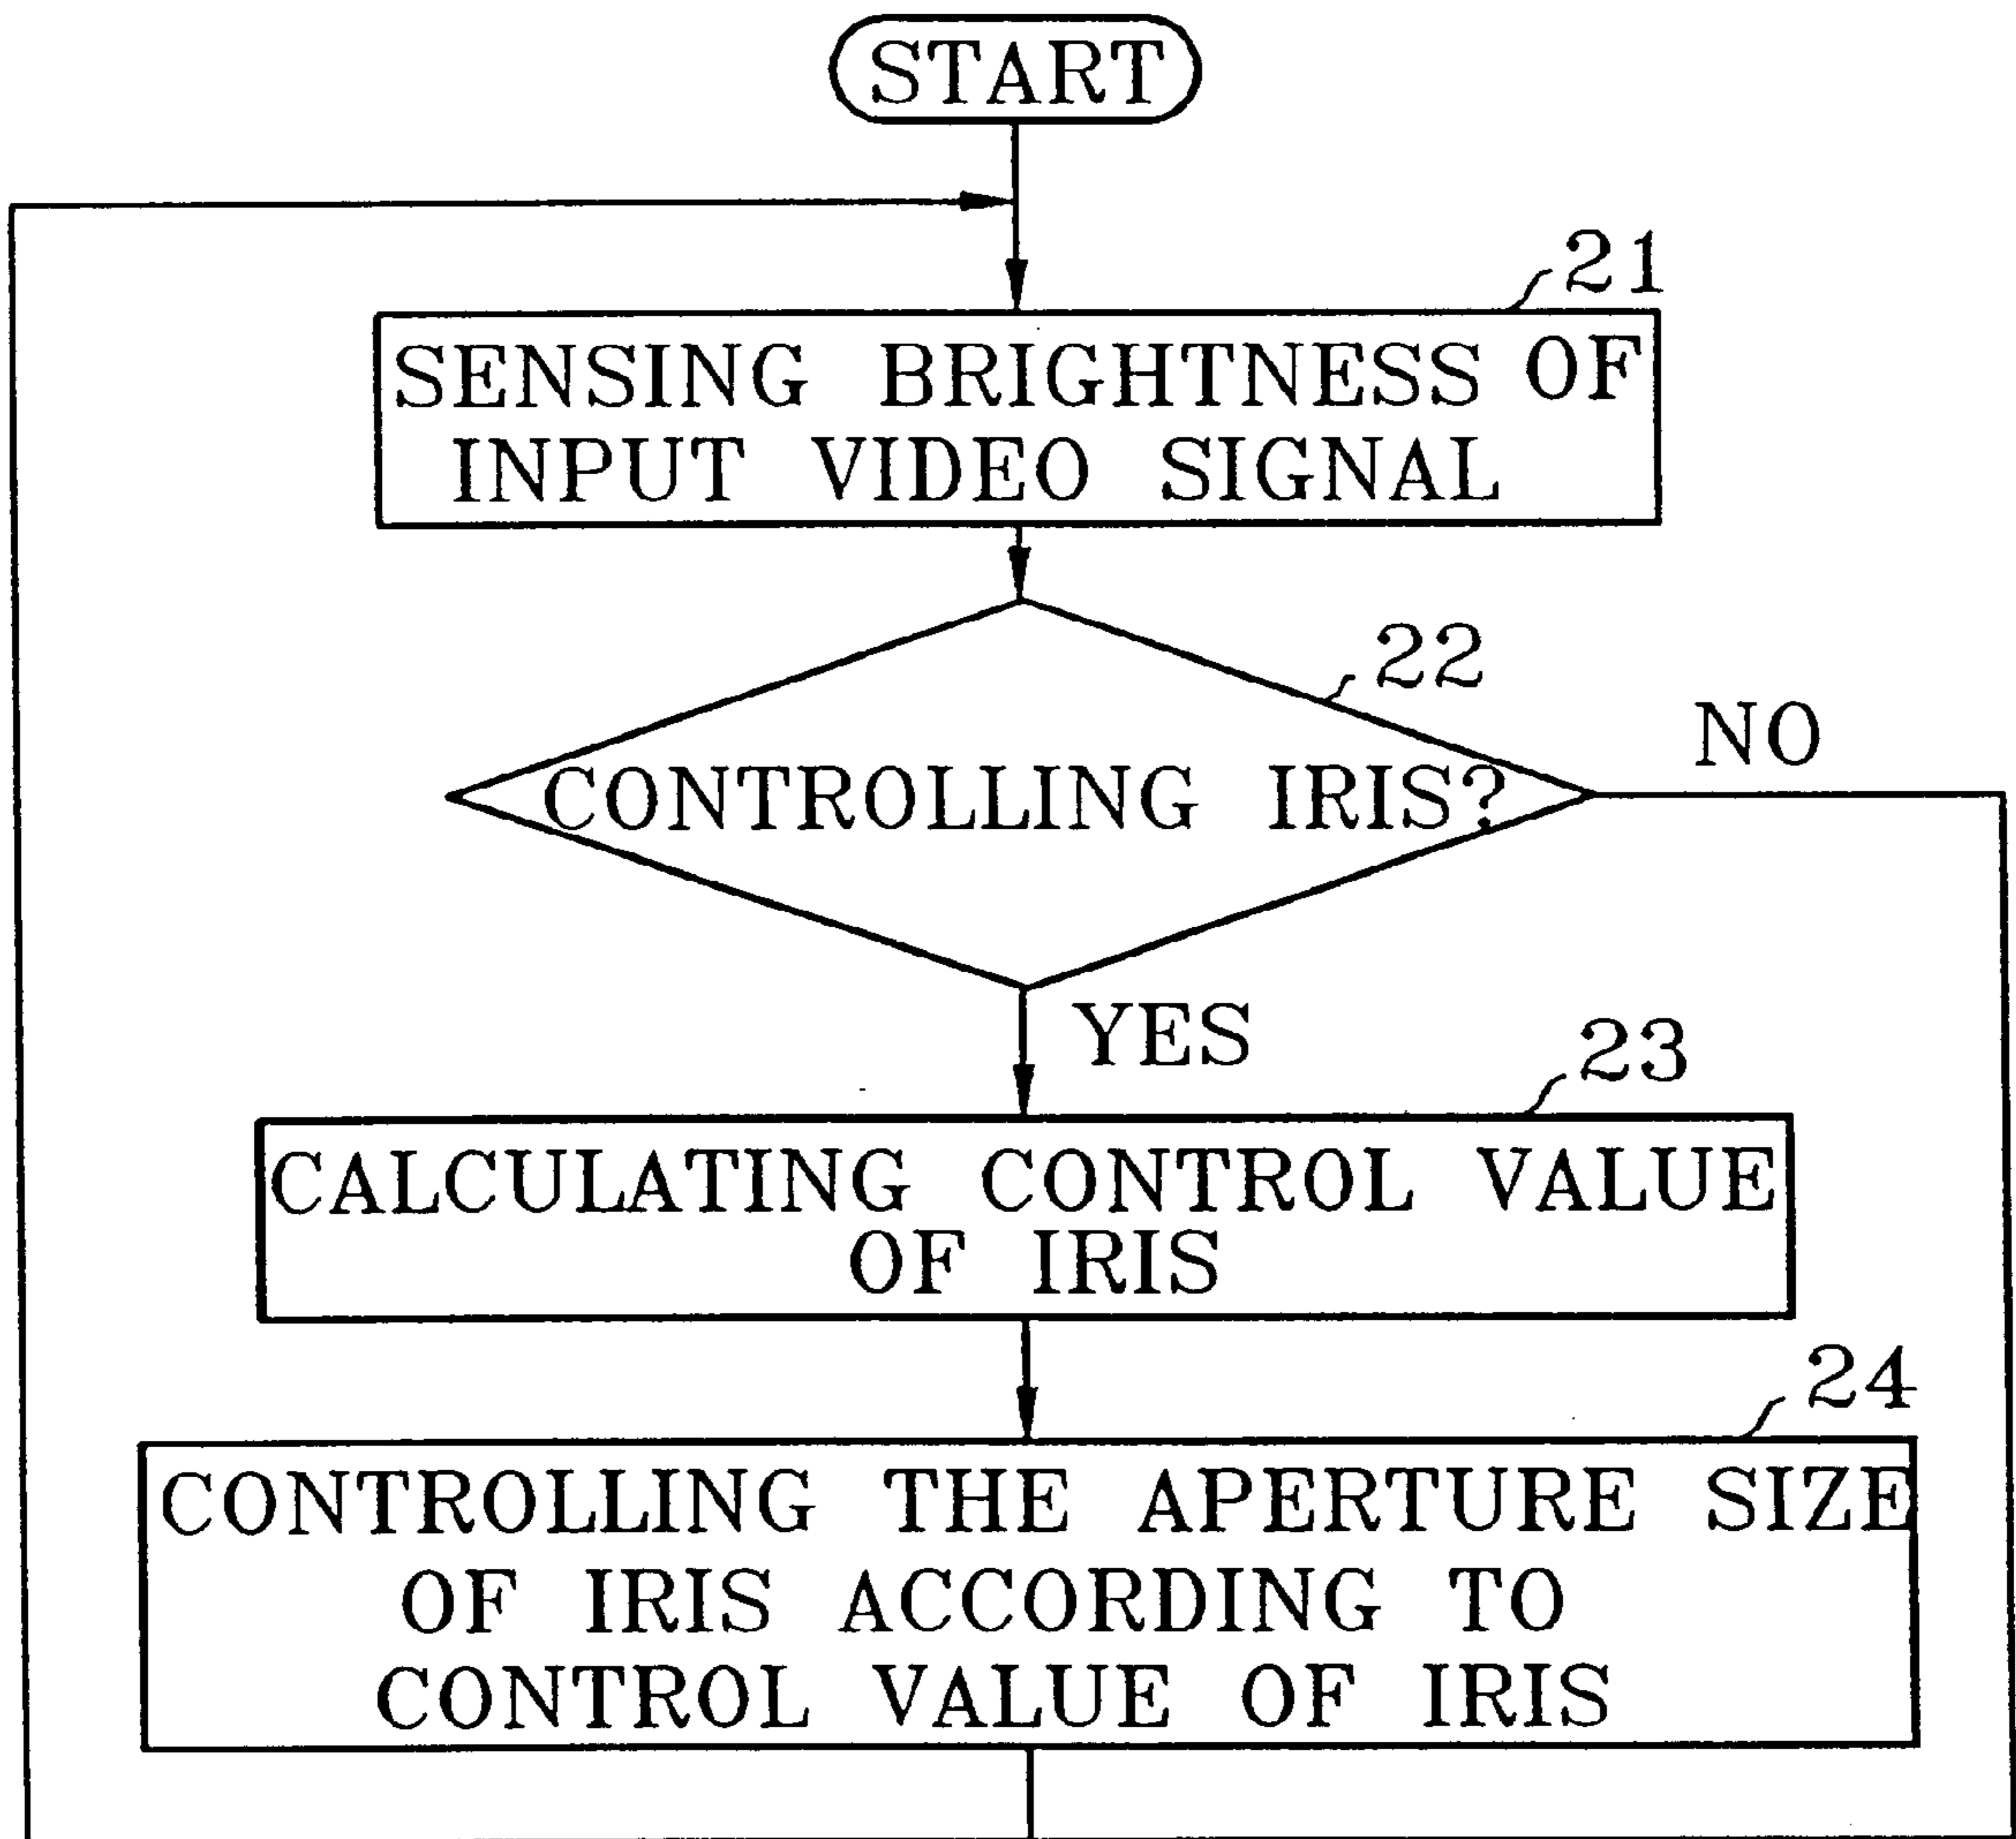 START
21
SENSING BRIGHTNESS OF
INPUT VIDEO SIGNAL
22
NO
CONTROLLING IRIS?
YES
23
CALCULATING CONTROL VALUE
OF IRIS
24
CONTROLLING THE APERTURE SIZE
OF IRIS ACCORDING TO
CONTROL VALUE OF IRIS